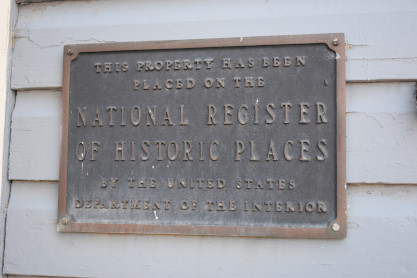 THIS PROPERTY HAS BEEN
PLACED ON THE
NATIONAL REGISTER
OF HISTORIC PLACES
BY THE UNITED STATES
DEPARTMENT OF THE INTERIOR